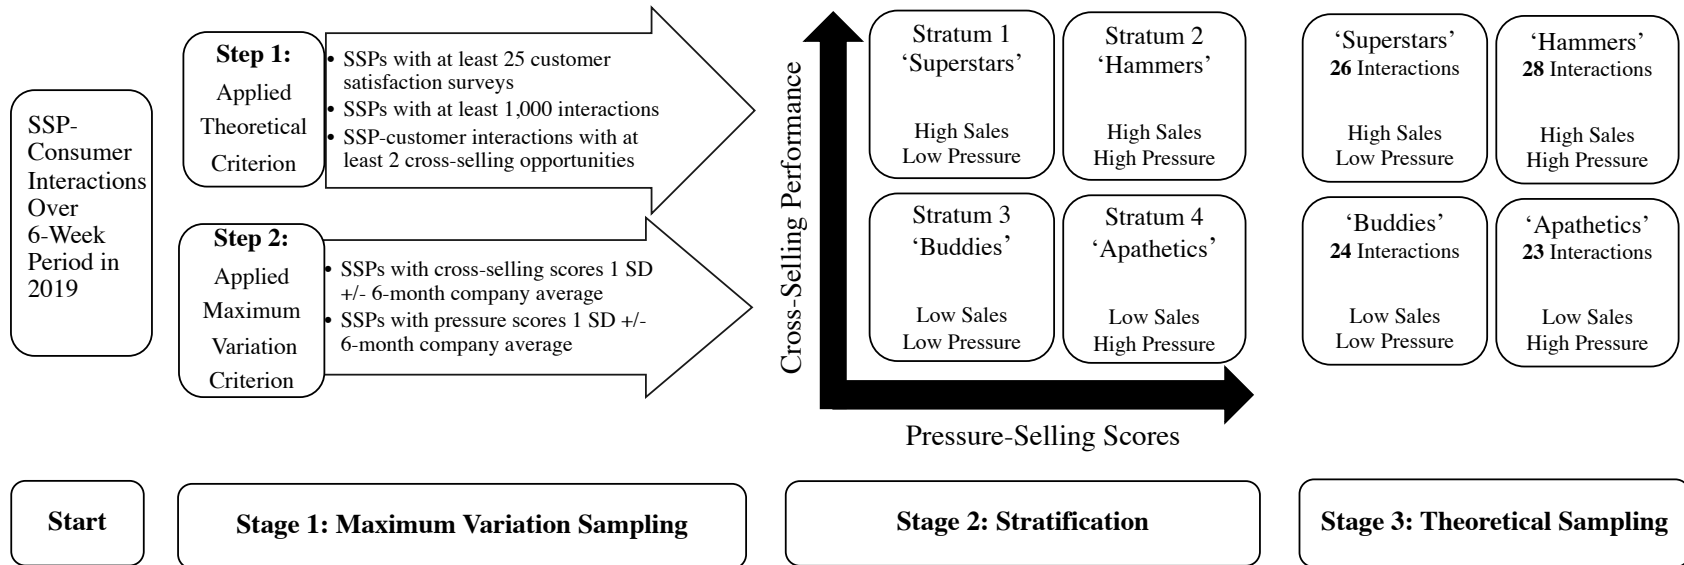 SSP-
Consumer
Interactions
Over
6-Week
Period in
2019
Step 1:
Applied
Theoretical
Criterion
• SSPs with at least 25 customer
satisfaction surveys
• SSPs with at least 1,000 interactions
• SSP-customer interactions with at
least 2 cross-selling opportunities
Step 2:
Applied
Maximum
Variation
Criterion
• SSPs with cross-selling scores 1 SD
+/- 6-month company average
• SSPs with pressure scores 1 SD +/-
6-month company average
Cross-Selling Performance
Stratum 1
‘Superstars’
High Sales
Low Pressure
Stratum 2
‘Hammers’
High Sales
High Pressure
Stratum 3
‘Buddies’
Low Sales
Low Pressure
Stratum 4
‘Apathetics’
Low Sales
High Pressure
Pressure-Selling Scores
‘Superstars’
26 Interactions
High Sales
Low Pressure
‘Hammers’
28 Interactions
High Sales
High Pressure
‘Buddies’
24 Interactions
Low Sales
Low Pressure
‘Apathetics’
23 Interactions
Low Sales
High Pressure
Start
Stage 1: Maximum Variation Sampling
Stage 2: Stratification
Stage 3: Theoretical Sampling